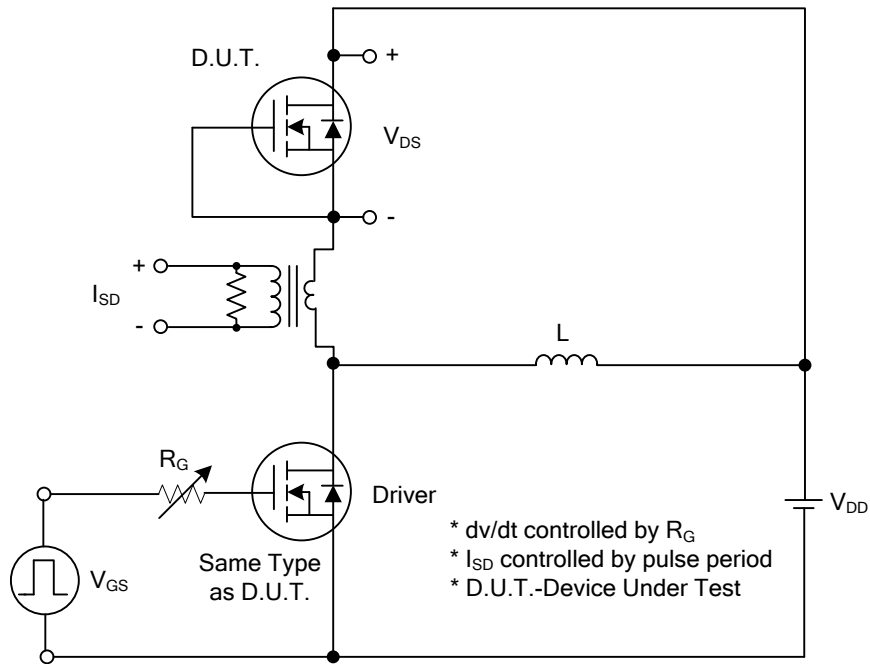 D.U.T.
+
V_DS
-
+
I_SD
-
L
R_G
Driver
V_DD
V_GS
Same Type
as D.U.T.
* dv/dt controlled by R_G
* I_SD controlled by pulse period
* D.U.T.-Device Under Test